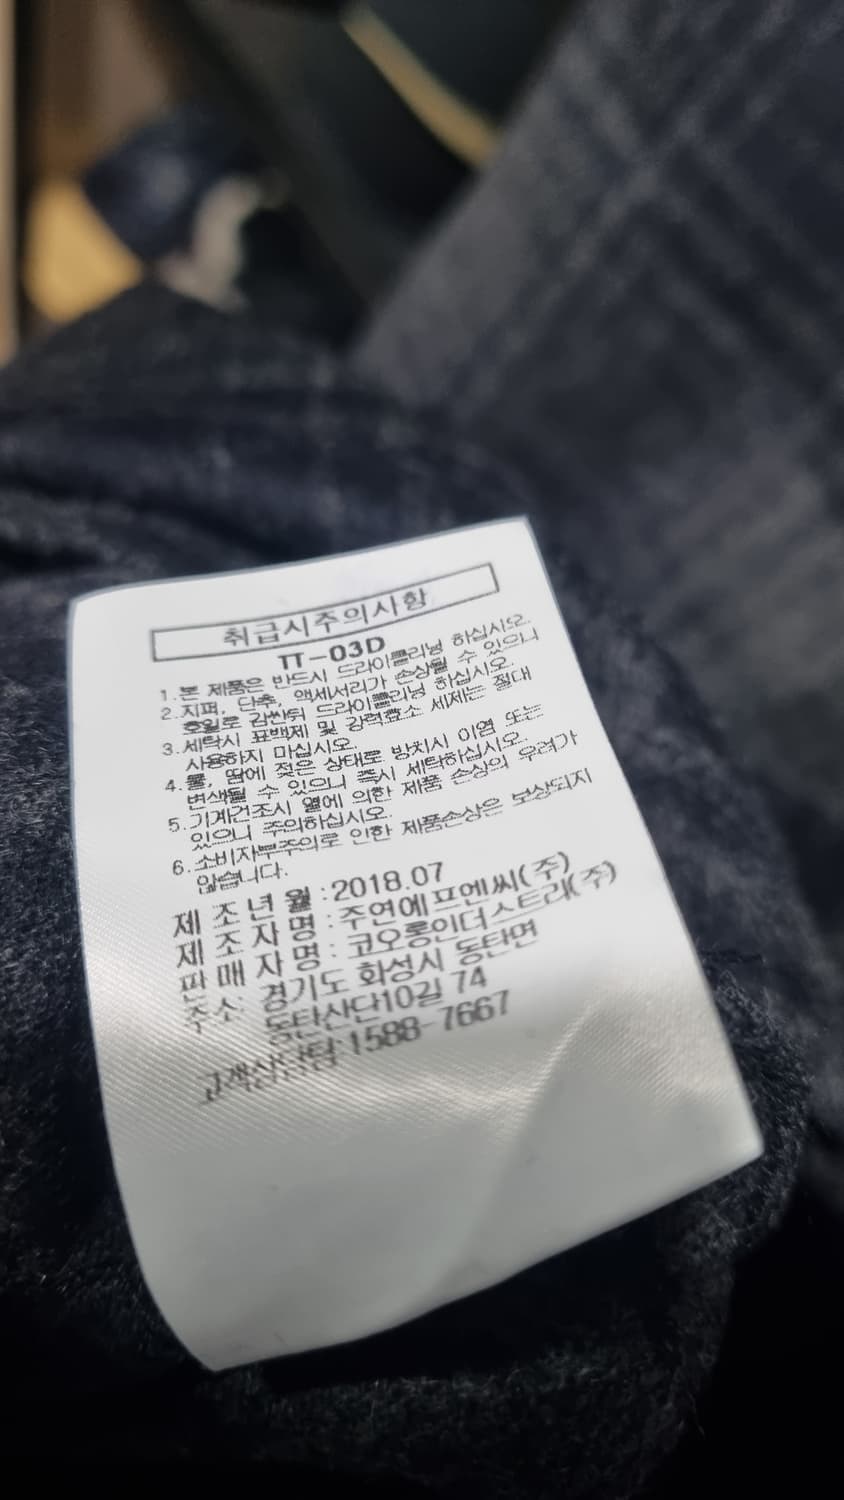 취급시주의사항
TT-03D
1.본 제품은 반드시 드라이클리닝 하십시오.
2.지퍼, 단추, 액세서리가 손상될 수 있으니
호일로 감싼뒤 드라이클리닝 하십시오.
3.세탁시 표백제 및 강력효소 세제는 절대
사용하지 마십시오.
4.물, 땀에 젖은 상태로 방치시 이염 또는
변색될 수 있으니 즉시 세탁하십시오.
5.기계건조시 열에 의한 제품 손상의 우려가
있으니 주의하십시오.
6.소비자부주의로 인한 제품손상은 보상되지
않습니다.
제 조 년 월 :2018.07
제 조 자 명 : 주연에프엔씨(주)
판 매 자 명 : 코오롱인더스트리(주)
주소: 경기도 화성시 동탄면
동탄산단10길 74
고객상담팀:1588-7667